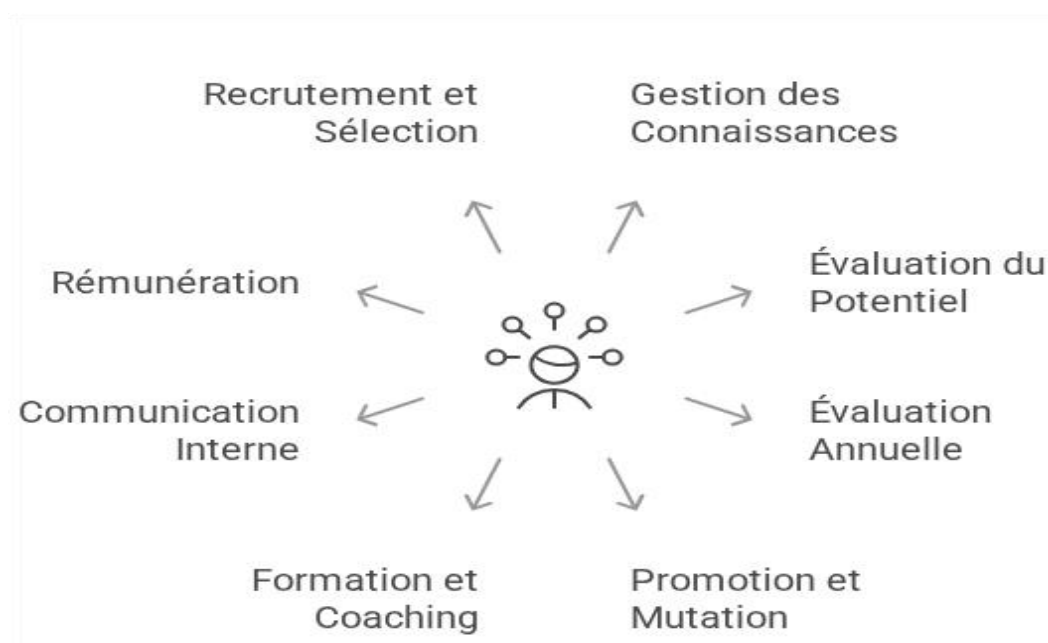 Recrutement et
Sélection
Gestion des
Connaissances
Rémunération
Évaluation du
Potentiel
Communication
Interne
Évaluation
Annuelle
Formation et
Coaching
Promotion et
Mutation